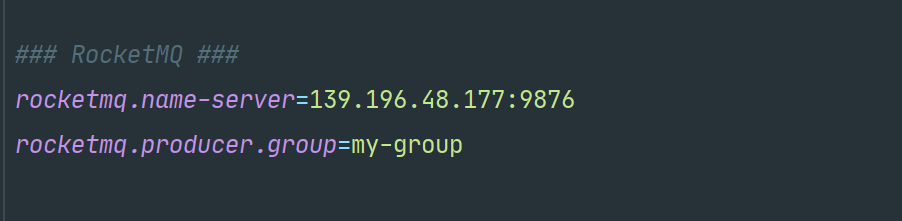 ### RocketMQ ###
rocketmq.name-server=139.196.48.177:9876
rocketmq.producer.group=my-group